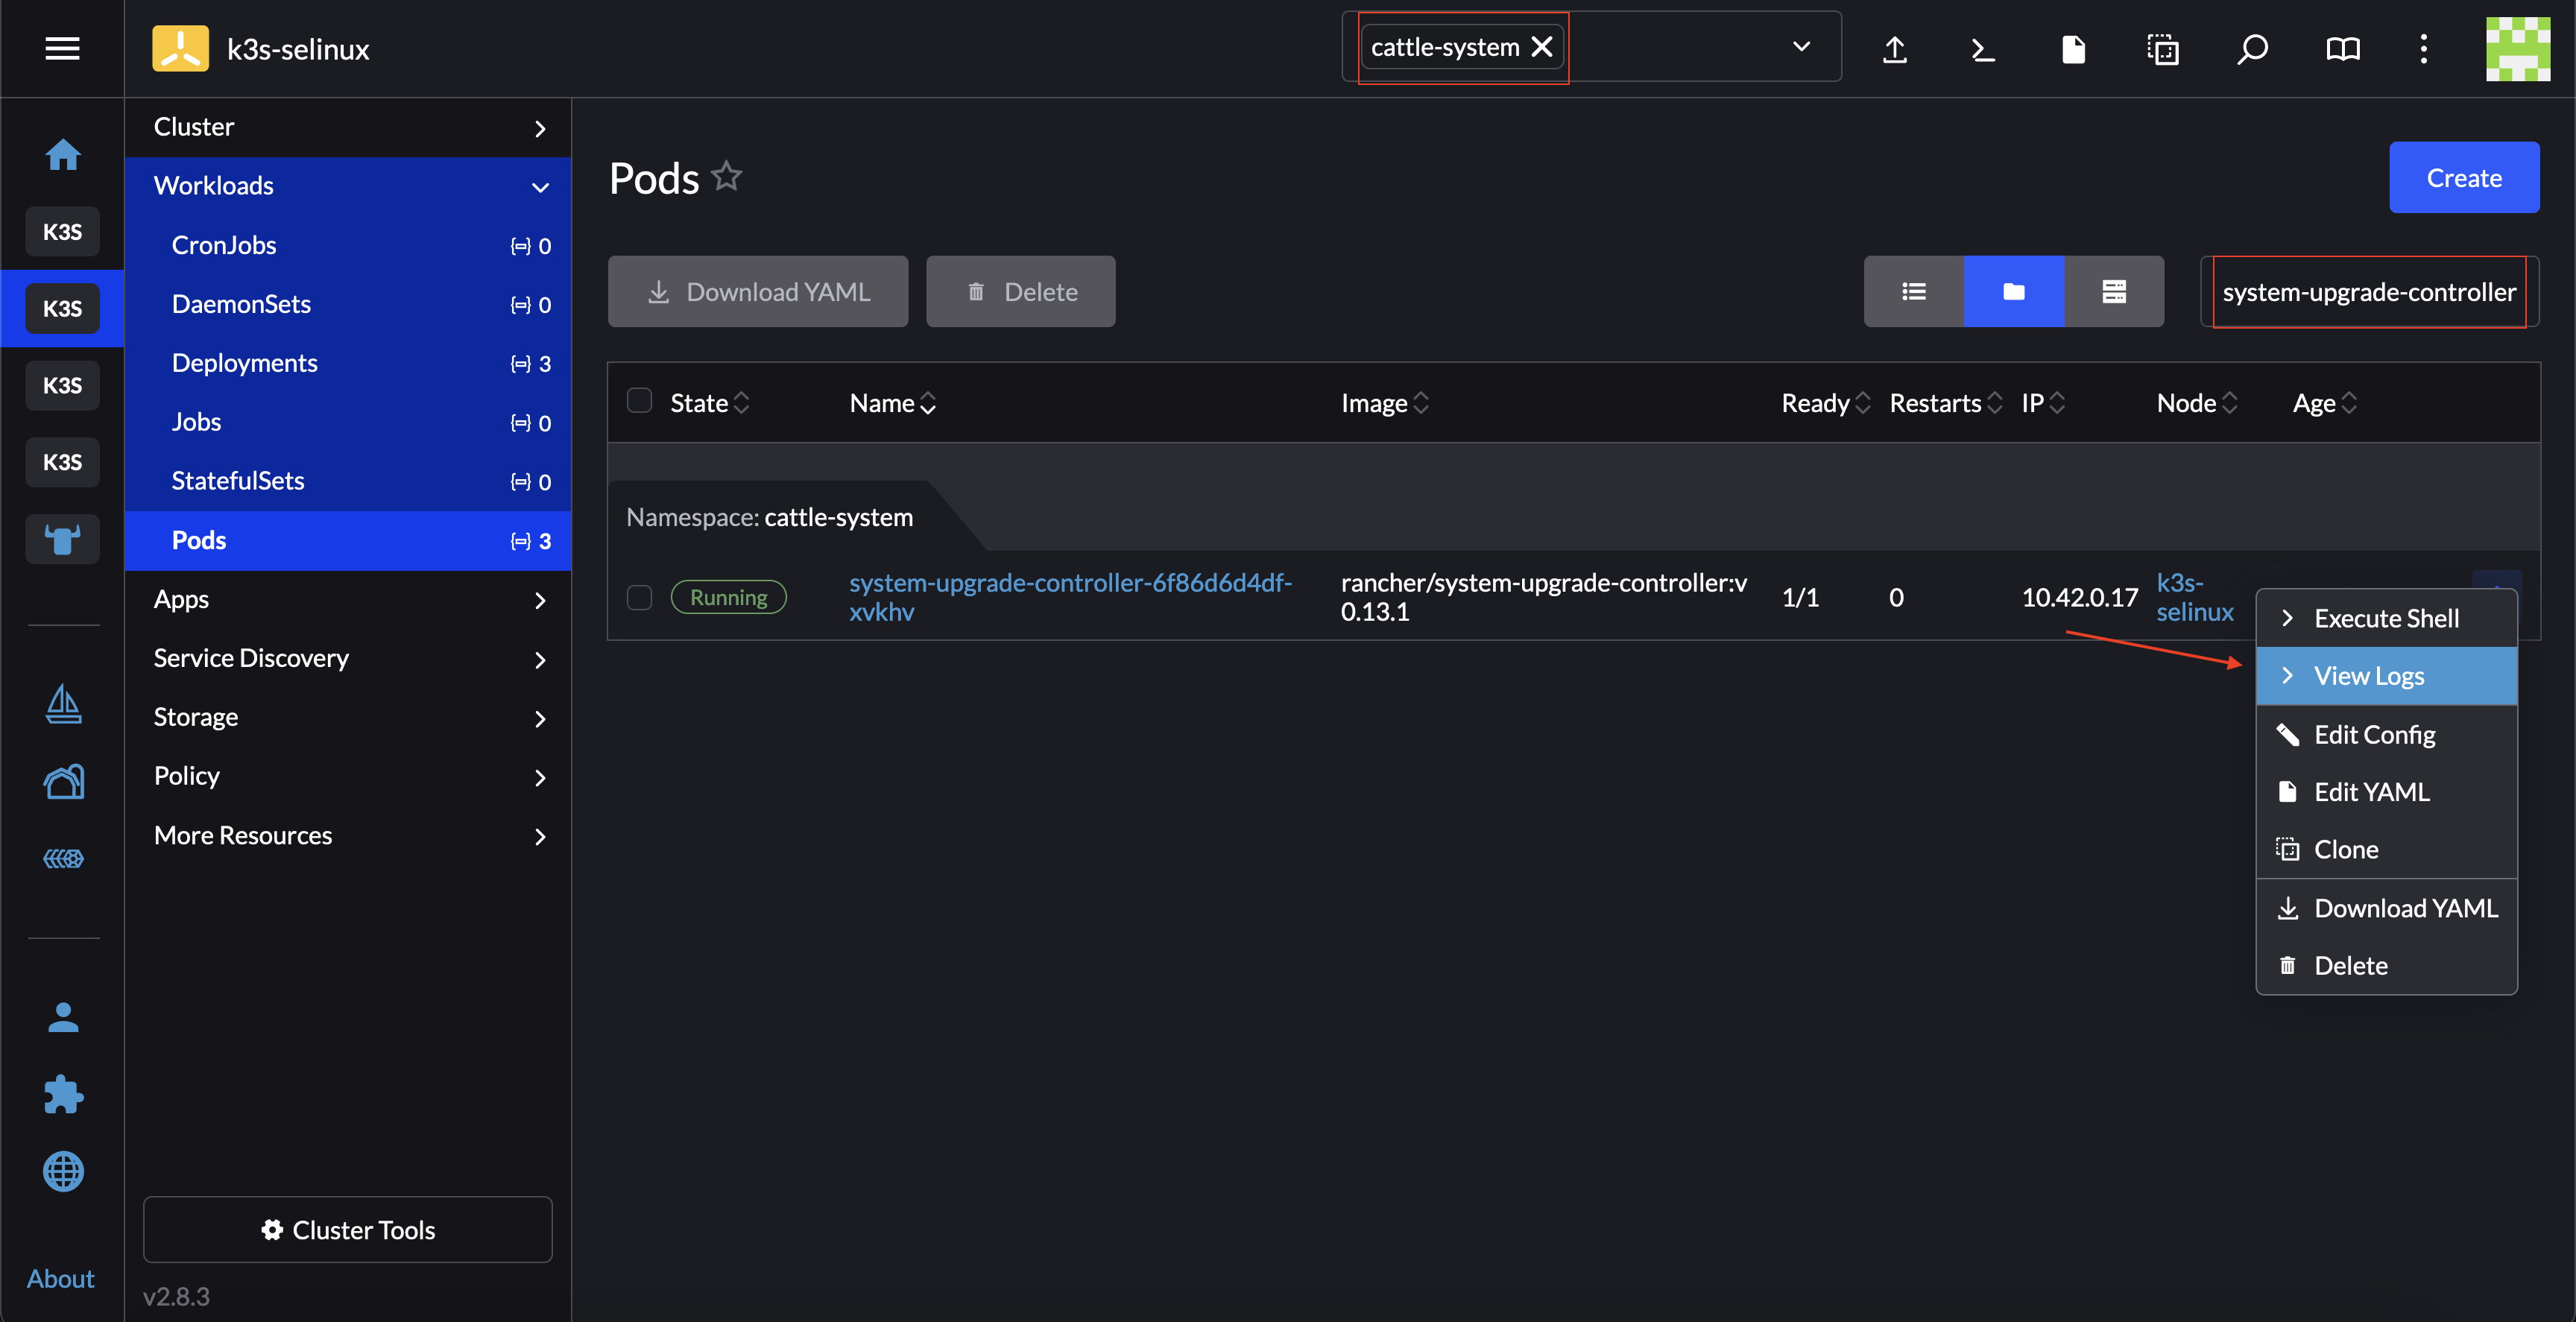 k3s-selinux
cattle-system
K3S
K3S
K3S
K3S
About
Cluster
Workloads
CronJobs 0
DaemonSets 0
Deployments 3
Jobs 0
StatefulSets 0
Pods 3
Apps
Service Discovery
Storage
Policy
More Resources
Cluster Tools
v2.8.3
Pods
Create
Download YAML Delete
system-upgrade-controller
State Name Image Ready Restarts IP Node Age
Namespace: cattle-system
Running
system-upgrade-controller-6f86d6d4df-
xvkhv
rancher/system-upgrade-controller:v
0.13.1
1/1
0
10.42.0.17
k3s-
selinux
Execute Shell
View Logs
Edit Config
Edit YAML
Clone
Download YAML
Delete